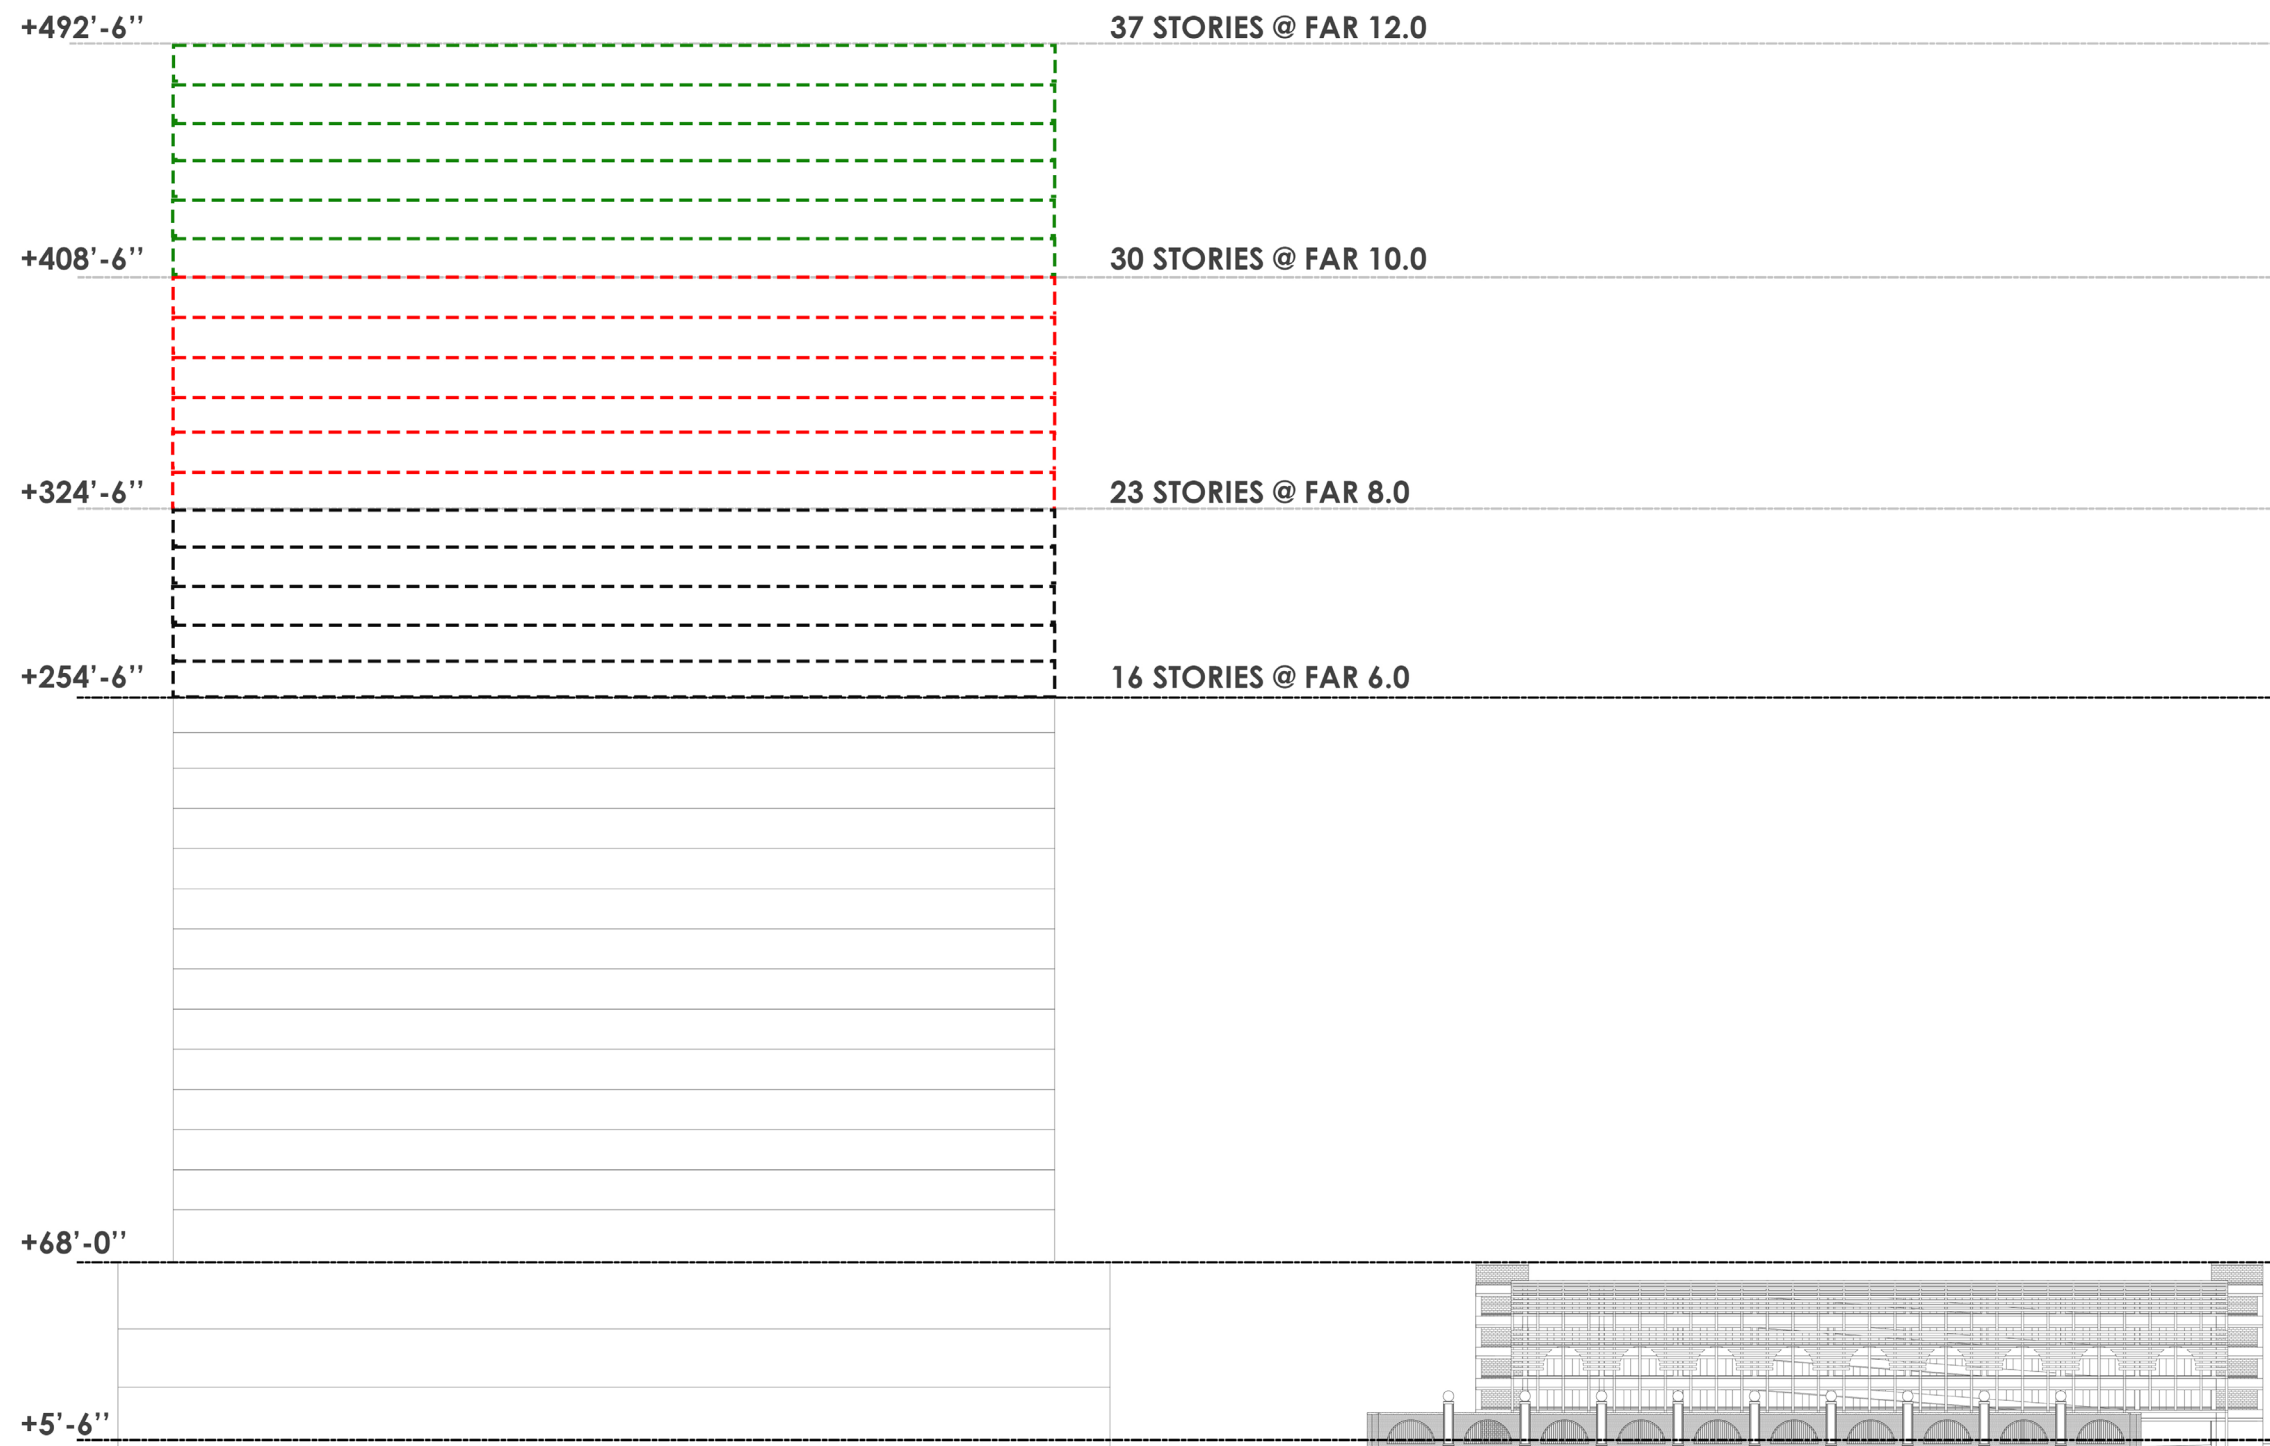 +492’-6’’ 37 STORIES @ FAR 12.0
+408’-6’’ 30 STORIES @ FAR 10.0
+324’-6’’ 23 STORIES @ FAR 8.0
+254’-6’’ 16 STORIES @ FAR 6.0
+68’-0’’
+5’-6’’